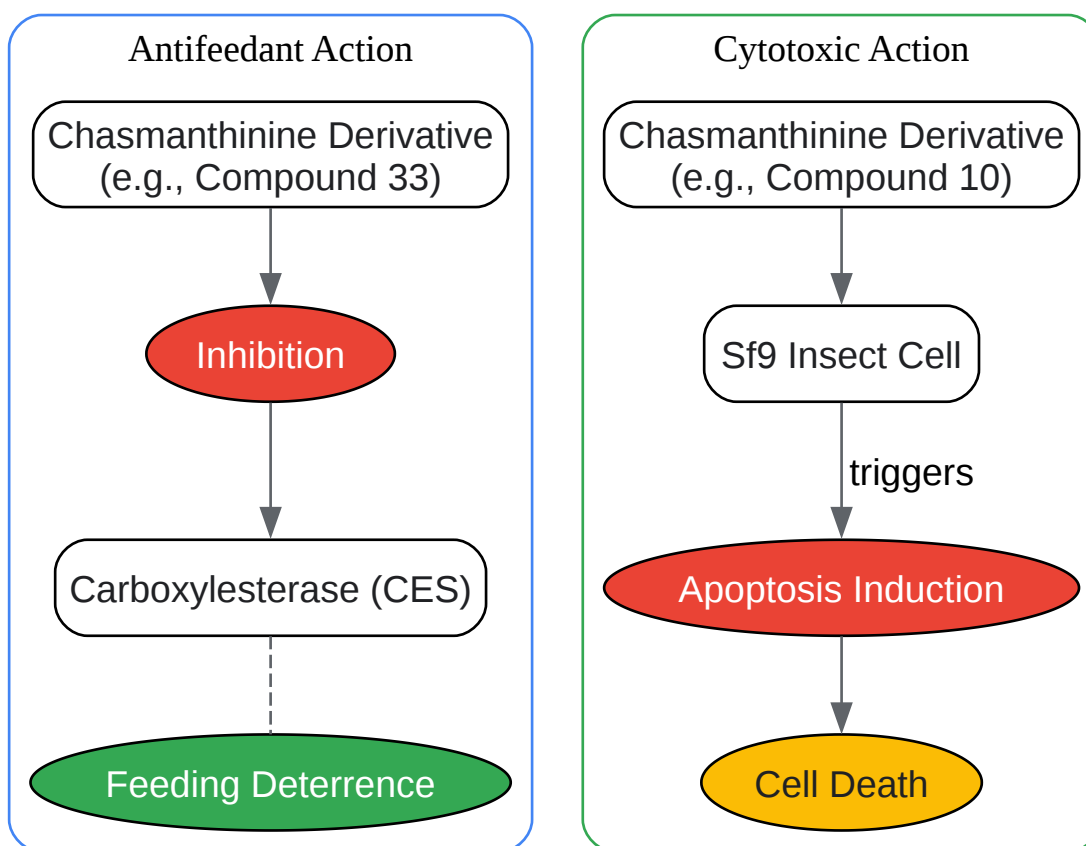 Antifeedant Action
Chasmanthinine Derivative
(e.g., Compound 33)
Inhibition
Carboxylesterase (CES)
Feeding Deterrence
Cytotoxic Action
Chasmanthinine Derivative
(e.g., Compound 10)
Sf9 Insect Cell
triggers
Apoptosis Induction
Cell Death